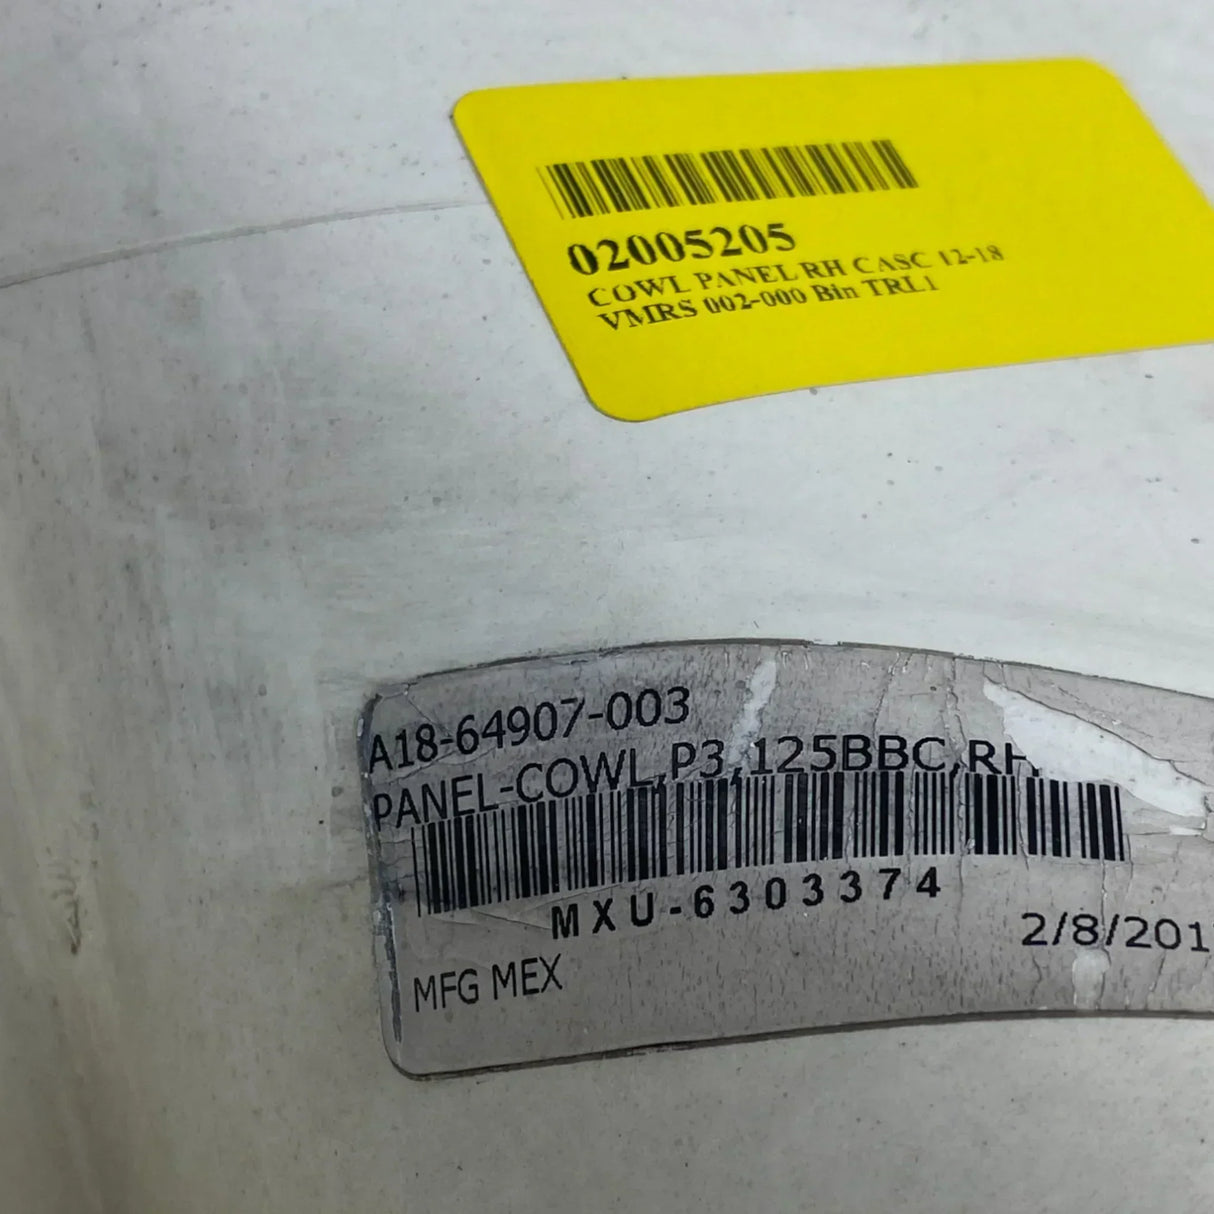 02005205
COWL PANEL RH CASC 12-18
VMRS 002-000 Bin TRL1
A18-64907-003
PANEL-COWL,P3,125BBC,RH
MXU-6303374
2/8/201
MFG MEX